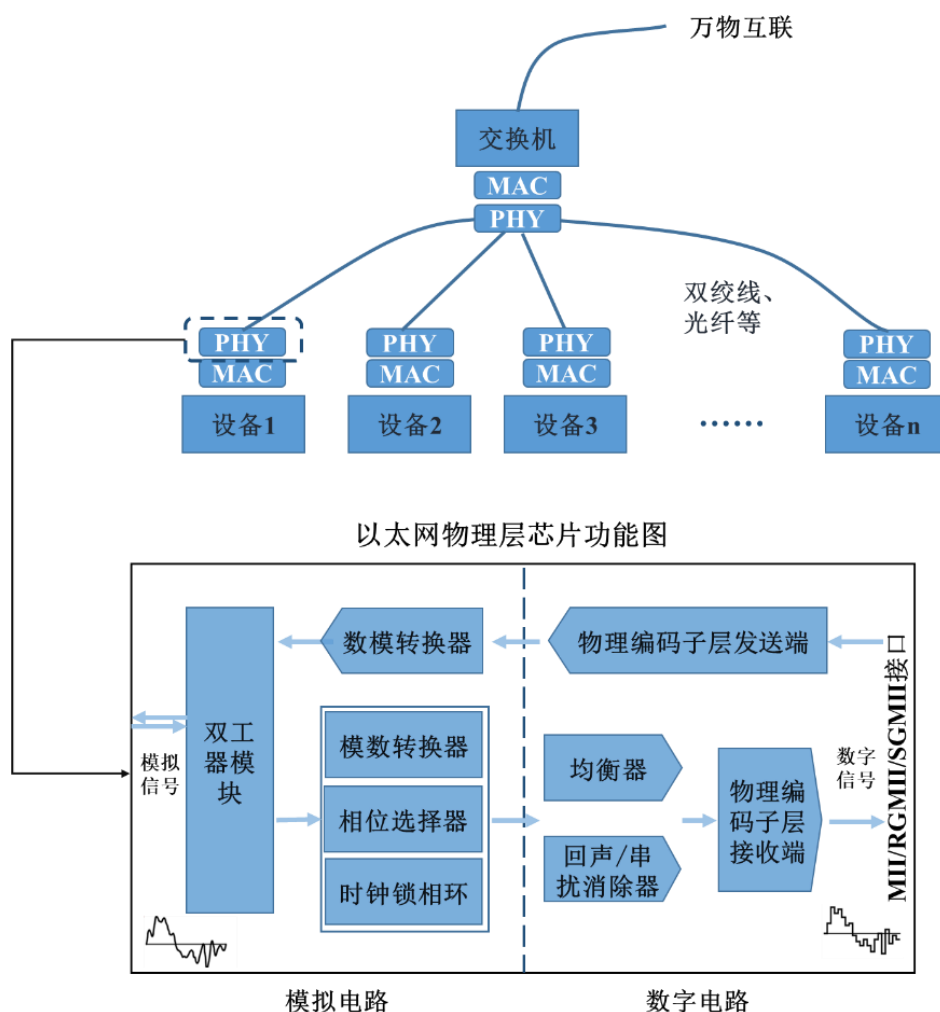 万物互联
交换机
MAC
PHY
双绞线、
光纤等
PHY
MAC
设备1
PHY
MAC
设备2
PHY
MAC
设备3
……
PHY
MAC
设备n
以太网物理层芯片功能图
数模转换器
物理编码子层发送端
双工
器模
块
模拟
信号
模数转换器
相位选择器
时钟锁相环
均衡器
回声/串
扰消除器
物理编
码子层
接收端
数字
信号
MII/RGMII/SGMII接口
模拟电路
数字电路